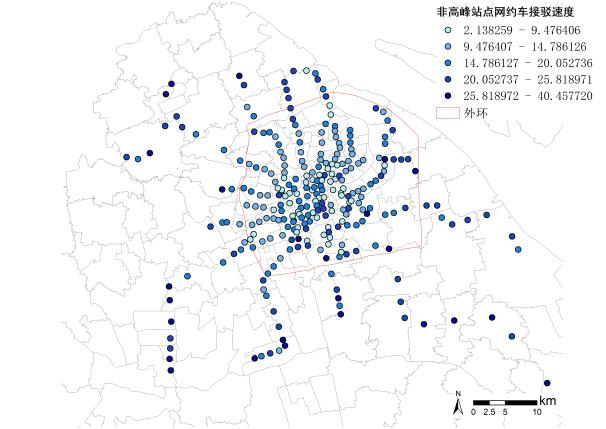 非高峰站点网约车接驳速度
2.138259 - 9.476406
9.476407 - 14.786126
14.786127 - 20.052736
20.052737 - 25.818971
25.818972 - 40.457720
外环
N
km
0 2.5 5 10